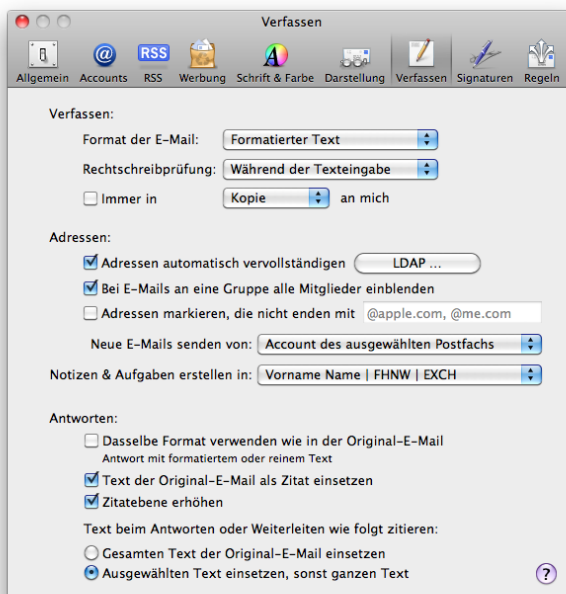 Verfassen
RSS
Allgemein Accounts RSS Werbung Schrift & Farbe Darstellung Verfassen Signaturen Regeln
Verfassen:
Format der E-Mail: Formatierter Text
Rechtschreibprüfung: Während der Texteingabe
Immer in Kopie an mich
Adressen:
Adressen automatisch vervollständigen LDAP ...
Bei E-Mails an eine Gruppe alle Mitglieder einblenden
Adressen markieren, die nicht enden mit @apple.com, @me.com
Neue E-Mails senden von: Account des ausgewählten Postfachs
Notizen & Aufgaben erstellen in: Vorname Name | FHNW | EXCH
Antworten:
Dasselbe Format verwenden wie in der Original-E-Mail
Antwort mit formatiertem oder reinem Text
Text der Original-E-Mail als Zitat einsetzen
Zitatebene erhöhen
Text beim Antworten oder Weiterleiten wie folgt zitieren:
Gesamten Text der Original-E-Mail einsetzen
Ausgewählten Text einsetzen, sonst ganzen Text ?